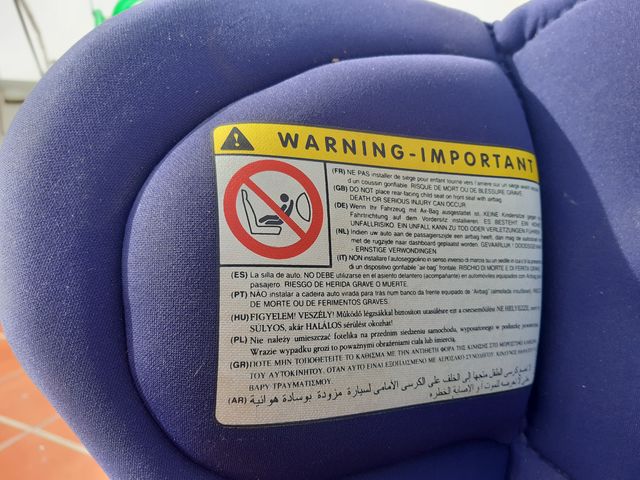 WARNING-IMPORTANT
(FR) NE PAS installer de siège pour enfant tourné vers l'arrière sur un siège
d un coussin gonflable. RISQUE DE MORT OU DE BLESSURE GRAVE.
(GB) DO NOT place rear-facing child seat on front seat with airbag.
DEATH OR SERIOUS INJURY CAN OCCUR
(DE) Wenn Ihr Fahrzeug mit Air-Bag ausgestattet ist, KEINE Kindersitze gegen
Fahrtrichtung auf dem Vordersitz installieren. ES BESTEHT EIN
UNFALLRISIKO. EIN UNFALL KANN ZU TOD ODER VERLETZUNGEN
(NL) Indien uw auto aan de passagierszijde een airbag heeft, dan mag de
met de rugzijde naar dashboard geplaatst worden. GEVAARLIJK !
- ERNSTIGE VERWONDINGEN
(IT) NON installare l'autoseggiolino in senso inverso di marcia su un sedile
di un dispositivo gonfiabile 'air bag' frontale. RISCHIO DI MORTE E DI FERITA
(ES) La silla de auto. NO DEBE utilizarse en el asiento delantero (acompañante) en automóviles equipados con Airbag
pasajero. RIESGO DE HERIDA GRAVE O MUERTE.
(PT) NÃO instalar a cadeira auto virada para trás num banco da frente equipado de 'Airbag'
DE MORTE OU DE FERIMENTOS GRAVES.
(HU) FIGYELEM! VESZÉLY! Működő légzsákkal biztosított utasülésre ezt a csecsemőülést NE HELYEZZE,
SÚLYOS, akár HALÁLOS sérülést okozhat!
(PL) Nie należy umieszczać fotelika na przednim siedzeniu samochodu, wyposażonego w poduszkę powietrzną.
Wrazie wypadku grozi to poważnymi obrażeniami ciała lub śmiercią.
(GR) ΠΟΤΕ ΜΗΝ ΤΟΠΟΘΕΤΕΙΤΕ ΤΟ ΚΑΘΙΣΜΑ ΜΕ ΤΗΝ ΑΝΤΙΘΕΤΗ ΦΟΡΑ ΤΗΣ ΚΙΝΗΣΗΣ ΣΤΟ ΜΠΡΟΣΤΙΝΟ
ΤΟΥ ΑΥΤΟΚΙΝΗΤΟΥ. ΟΤΑΝ ΑΥΤΟ ΕΙΝΑΙ ΕΞΟΠΛΙΣΜΕΝΟ ΜΕ ΑΕΡΟΣΑΚΟ ΣΥΝΟΔΗΓΟΥ.
ΒΑΡΥ ΤΡΑΥΜΑΤΙΣΜΟΥ.
كرسي الطفل متجها إلى الخلف على الكرسي الأمامي لسيارة مزودة بوسادة هوائية
(AR) للموت أو الإصابة الخطرة